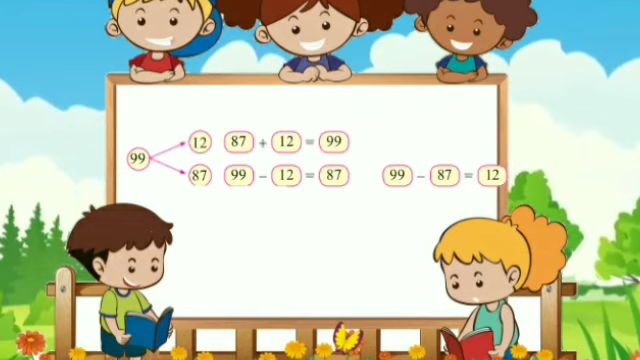 12 87 + 12 = 99
99
87 99 – 12 = 87 99 – 87 = 12